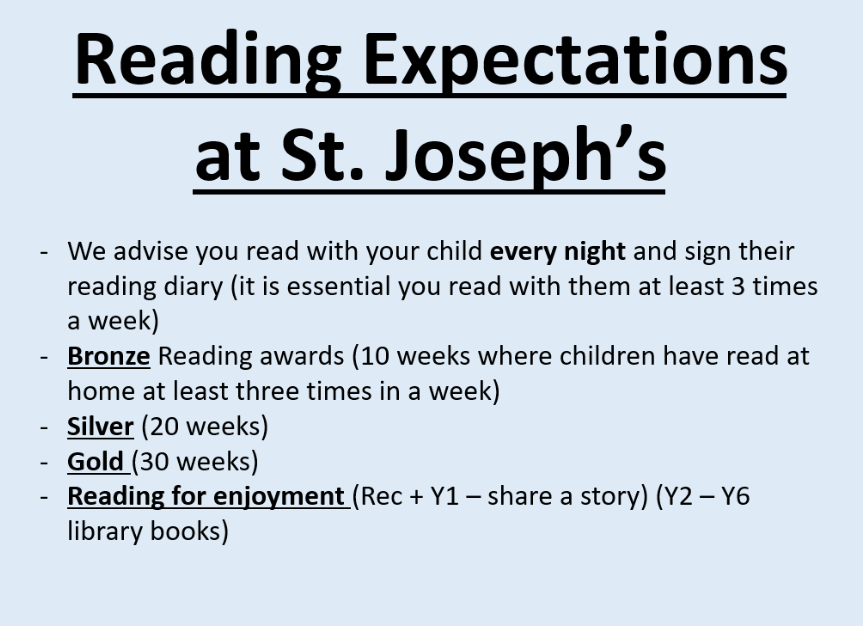 Reading Expectations
at St. Joseph’s
- We advise you read with your child every night and sign their
reading diary (it is essential you read with them at least 3 times
a week)
- Bronze Reading awards (10 weeks where children have read at
home at least three times in a week)
- Silver (20 weeks)
- Gold (30 weeks)
- Reading for enjoyment (Rec + Y1 – share a story) (Y2 – Y6
library books)